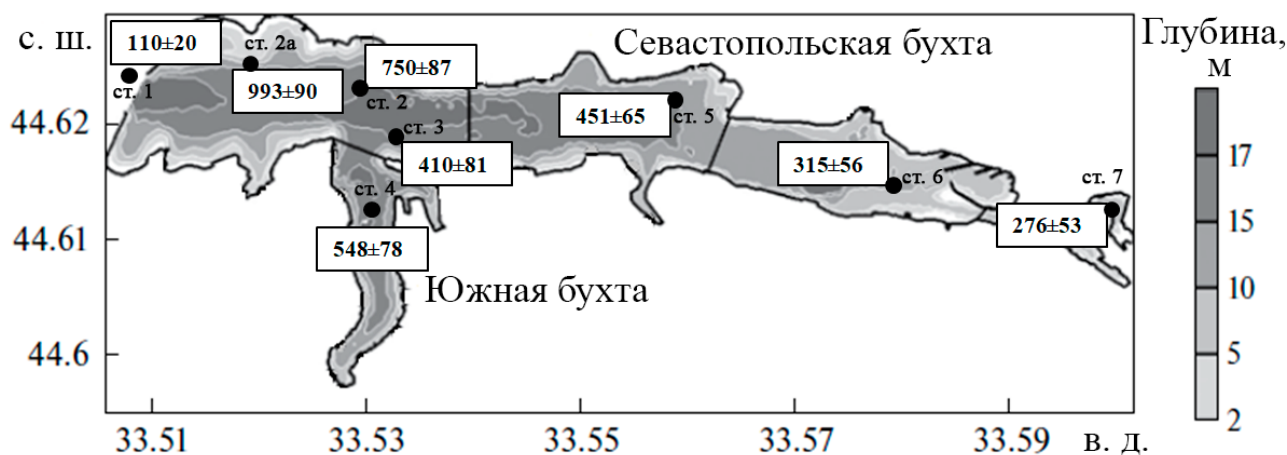 с. ш.
110±20
ст. 2а
Севастопольская бухта
Глубина,
м
750±87
ст. 1
993±90
ст. 2
451±65
ст. 5
44.62
ст. 3
410±81
315±56
17
ст. 4
ст. 6
ст. 7
276±53
15
44.61
548±78
10
Южная бухта
44.6
5
2
33.51
33.53
33.55
33.57
33.59
в. д.